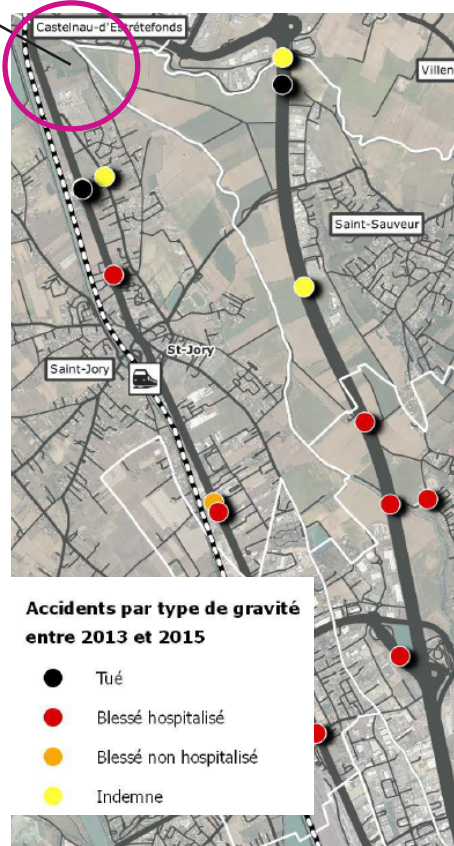 Castelnau-d'Estrétefonds
Villen
Saint-Sauveur
St-Jory
Saint-Jory
Accidents par type de gravité
entre 2013 et 2015
Tué
Blessé hospitalisé
Blessé non hospitalisé
Indemne